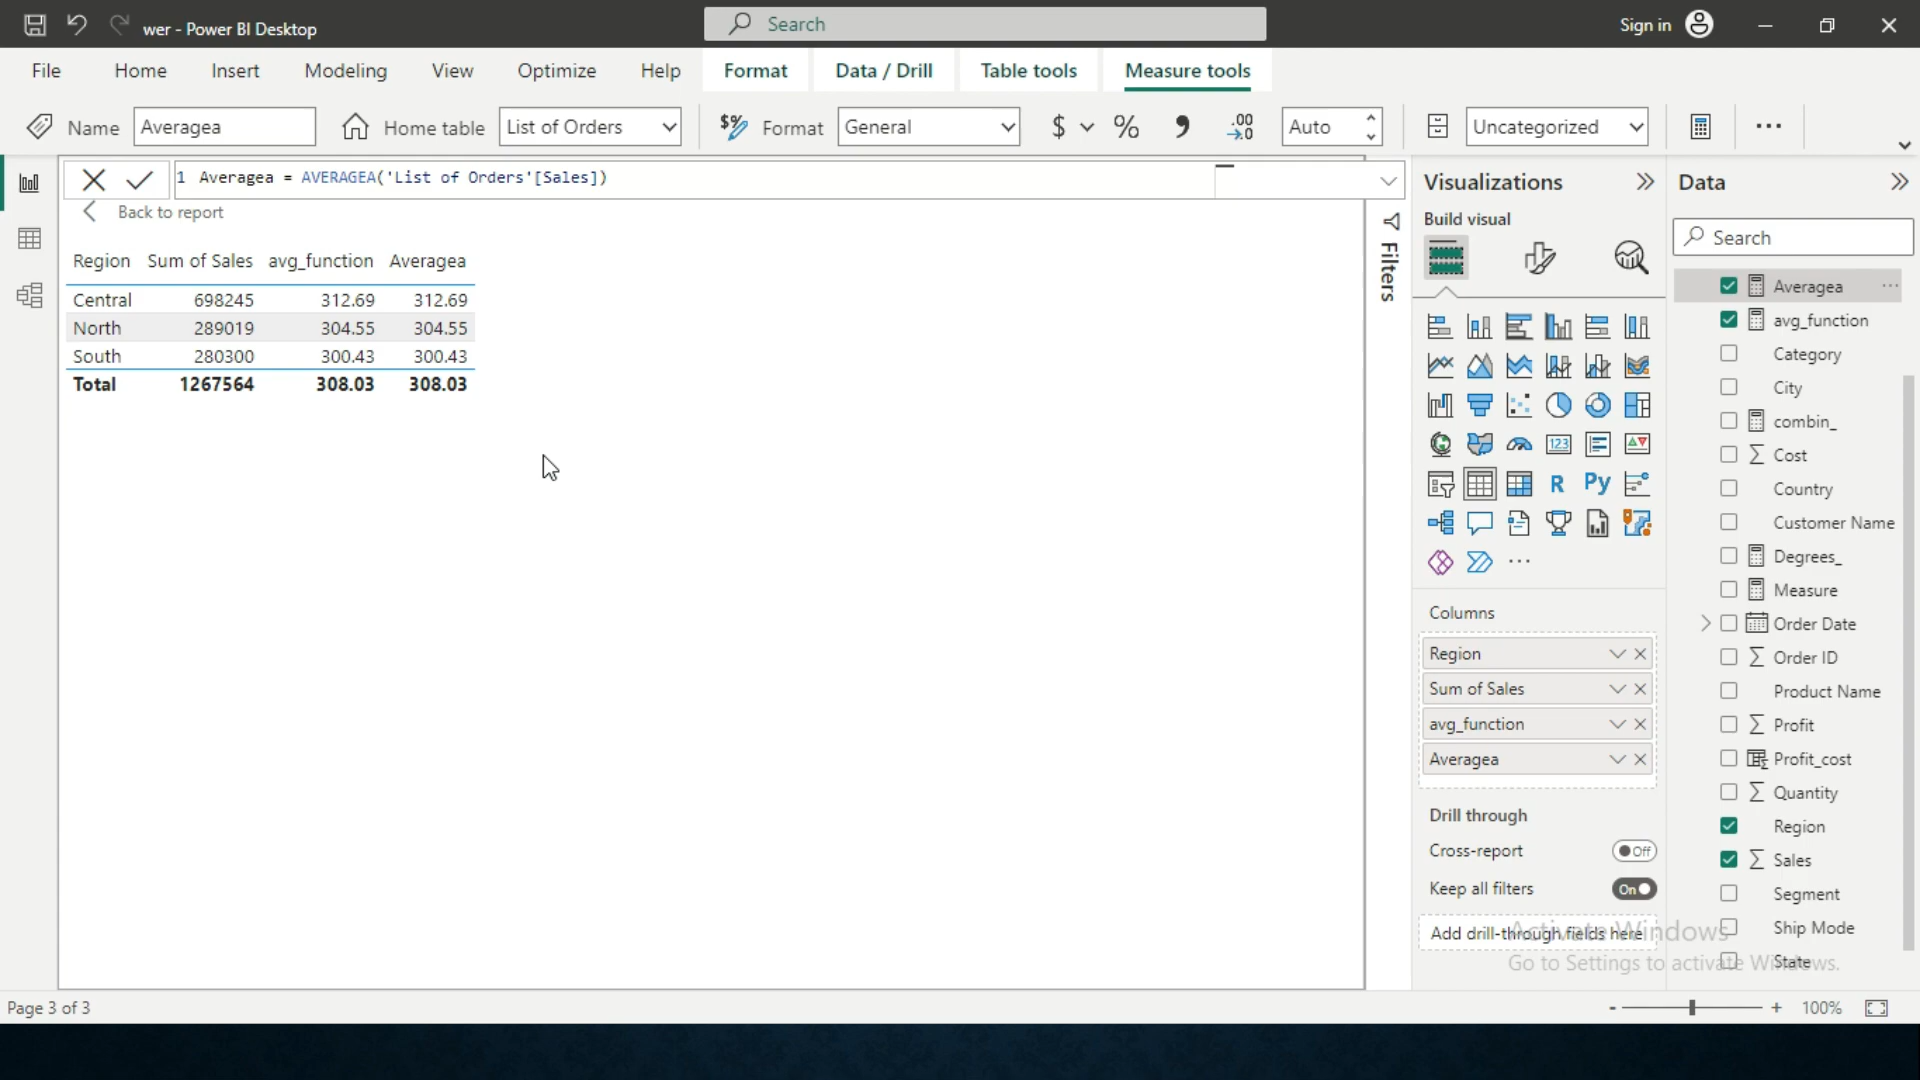 wer - Power BI Desktop
Search
Sign in
File Home Insert Modeling View Optimize Help Format Data / Drill Table tools Measure tools
Name Averagea Home table List of Orders Format General $ % Auto Uncategorized
1 Averagea = AVERAGEA('List of Orders'[Sales])
Back to report
Region Sum of Sales avg_function Averagea
Central 698245 312.69 312.69
North 289019 304.55 304.55
South 280300 300.43 300.43
Total 1267564 308.03 308.03
Filters
Visualizations
Build visual
R
Py
123
Columns
Region
Sum of Sales
avg_function
Averagea
Drill through
Cross-report Off
Keep all filters On
Add drill-through fields here
Data
Search
Averagea
avg_function
Category
City
combin_
Cost
Country
Customer Name
Degrees_
Measure
Order Date
Order ID
Product Name
Profit
Profit_cost
Quantity
Region
Sales
Segment
Ship Mode
State
Activate Windows
Go to Settings to activate Windows.
Page 3 of 3
- + 100%